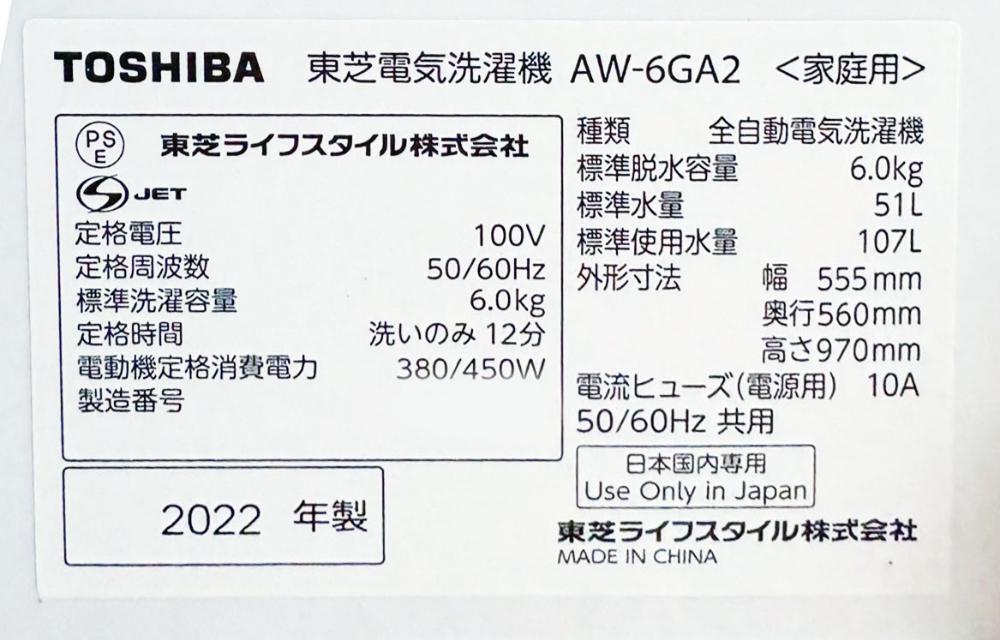 TOSHIBA 東芝電気洗濯機 AW-6GA2 <家庭用>
PSE 東芝ライフスタイル株式会社
S JET
定格電圧 100V
定格周波数 50/60Hz
標準洗濯容量 6.0kg
定格時間 洗いのみ 12分
電動機定格消費電力 380/450W
製造番号
2022 年製
種類 全自動電気洗濯機
標準脱水容量 6.0kg
標準水量 51L
標準使用水量 107L
外形寸法 幅 555mm
奥行560mm
高さ970mm
電流ヒューズ(電源用) 10A
50/60Hz 共用
日本国内専用
Use Only in Japan
東芝ライフスタイル株式会社
MADE IN CHINA